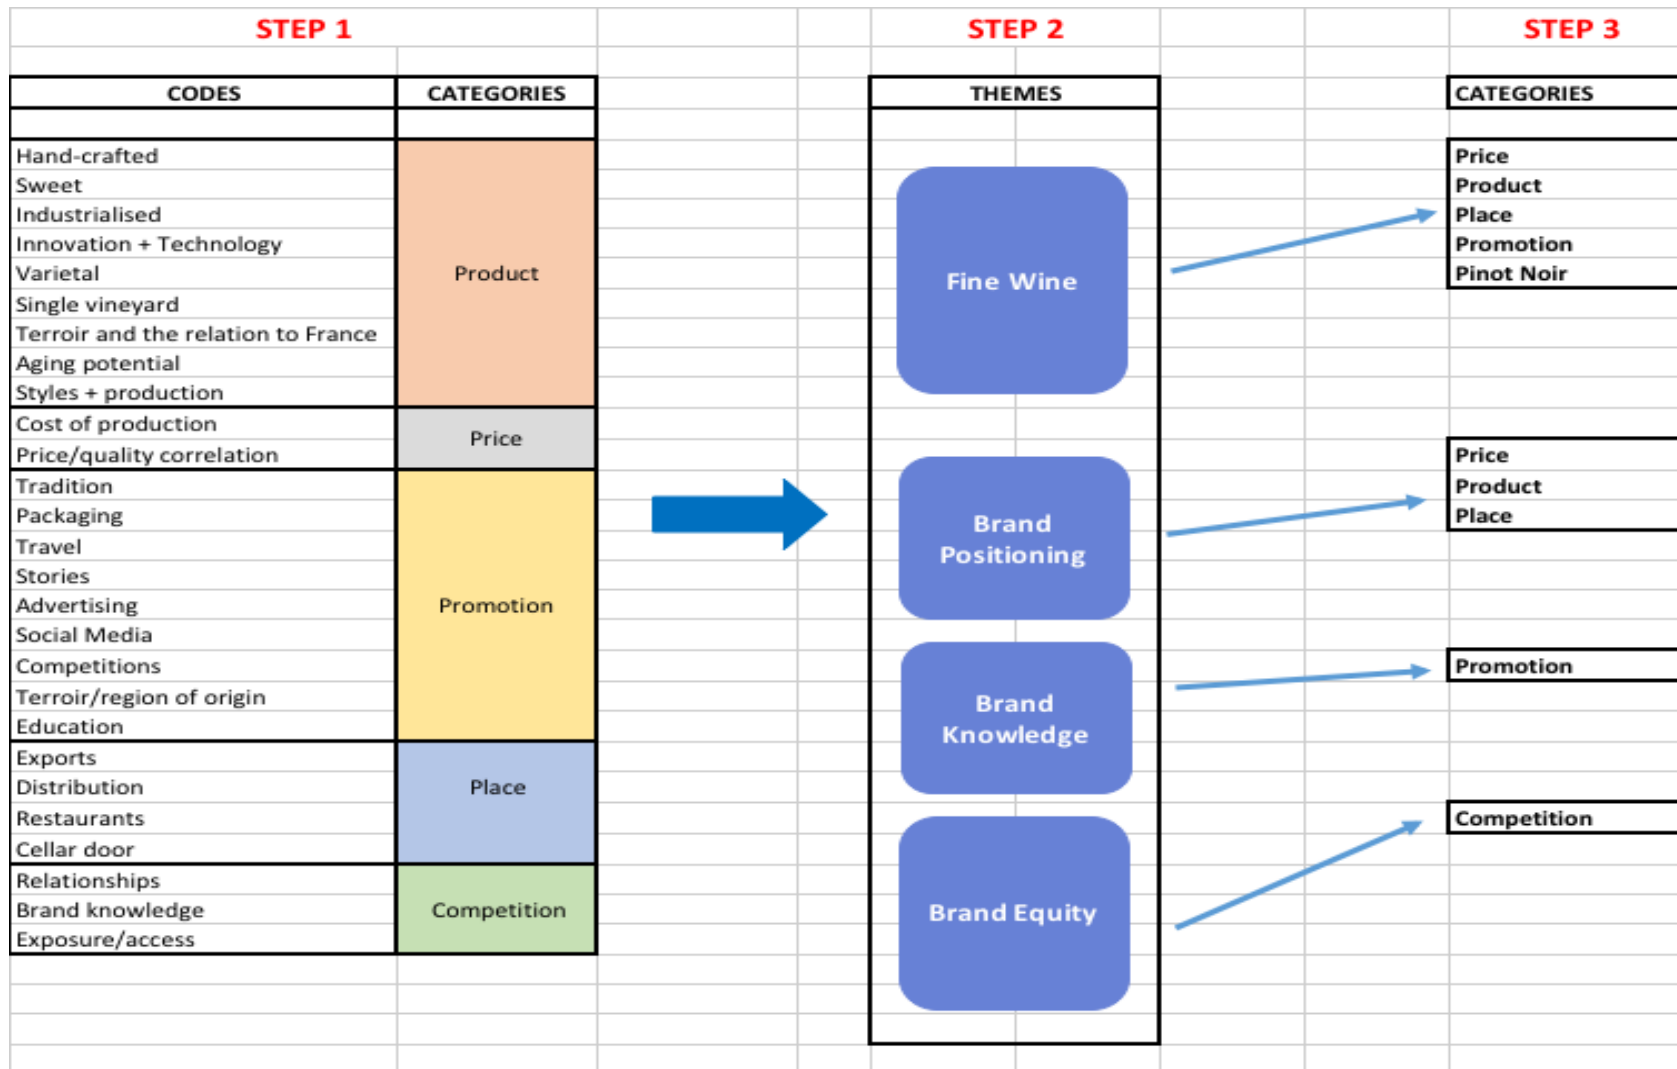 STEP 1
STEP 2
STEP 3
CODES
CATEGORIES
THEMES
CATEGORIES
Hand-crafted
Sweet
Industrialised
Innovation + Technology
Varietal
Single vineyard
Terroir and the relation to France
Aging potential
Styles + production
Product
Cost of production
Price/quality correlation
Price
Tradition
Packaging
Travel
Stories
Advertising
Social Media
Competitions
Terroir/region of origin
Education
Promotion
Exports
Distribution
Restaurants
Cellar door
Place
Relationships
Brand knowledge
Exposure/access
Competition
Fine Wine
Brand
Positioning
Brand
Knowledge
Brand Equity
Price
Product
Place
Promotion
Pinot Noir
Price
Product
Place
Promotion
Competition